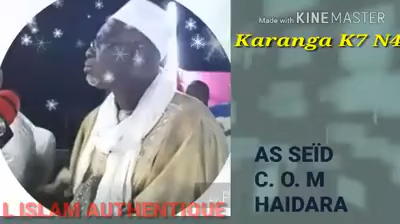 Made with KINEMASTER
Karanga K7 N4
AS SEÏD
C. O. M
HAIDARA
L ISLAM AUTHENTIQUE